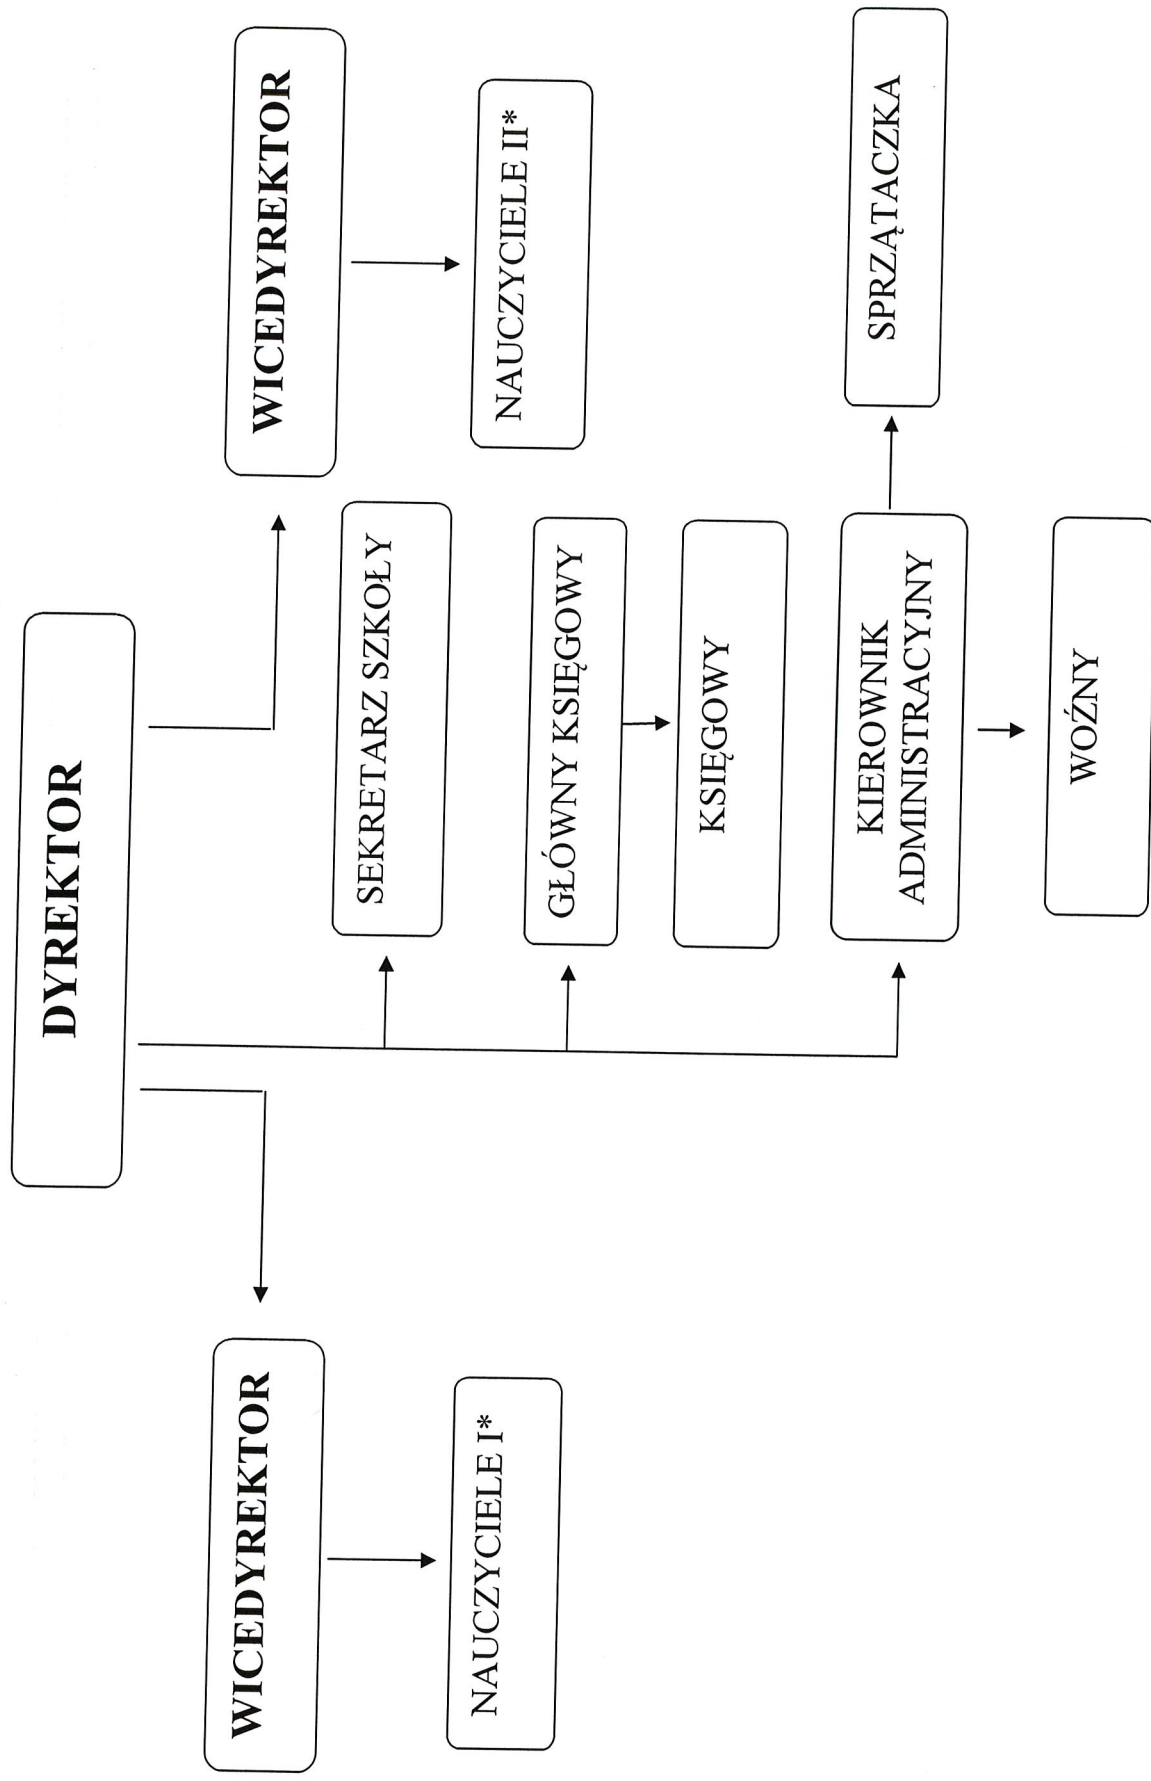 DYREKTOR
WICEDYREKTOR
WICEDYREKTOR
NAUCZYCIELE I*
SEKRETARZ SZKOŁY
NAUCZYCIELE II*
GŁÓWNY KSIĘGOWY
KSIĘGOWY
KIEROWNIK
ADMINISTRACYJNY
SPRZĄTACZKA
WOŹNY